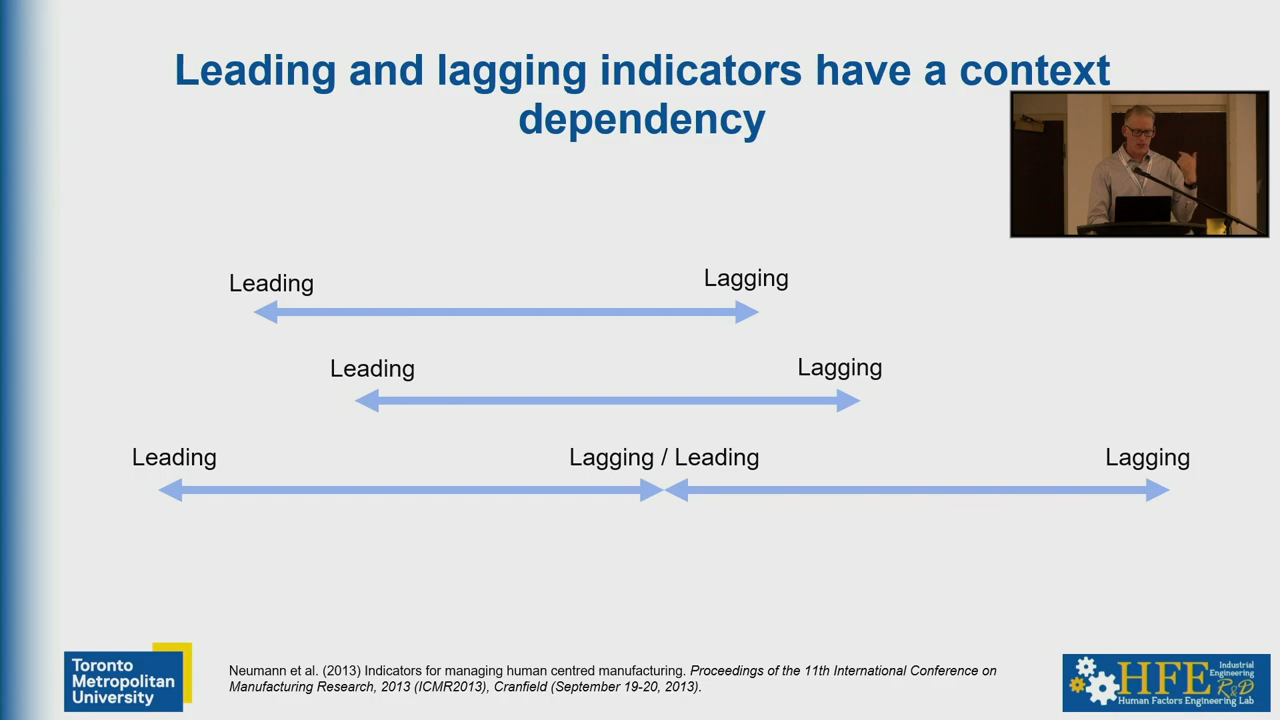 Leading and lagging indicators have a context
dependency
Leading
Lagging
Leading
Lagging
Leading
Lagging / Leading
Lagging
Toronto
Metropolitan
University
Neumann et al. (2013) Indicators for managing human centred manufacturing. Proceedings of the 11th International Conference on
Manufacturing Research, 2013 (ICMR2013), Cranfield (September 19-20, 2013).
HFE
Industrial
Engineering
R&D
Human Factors Engineering Lab